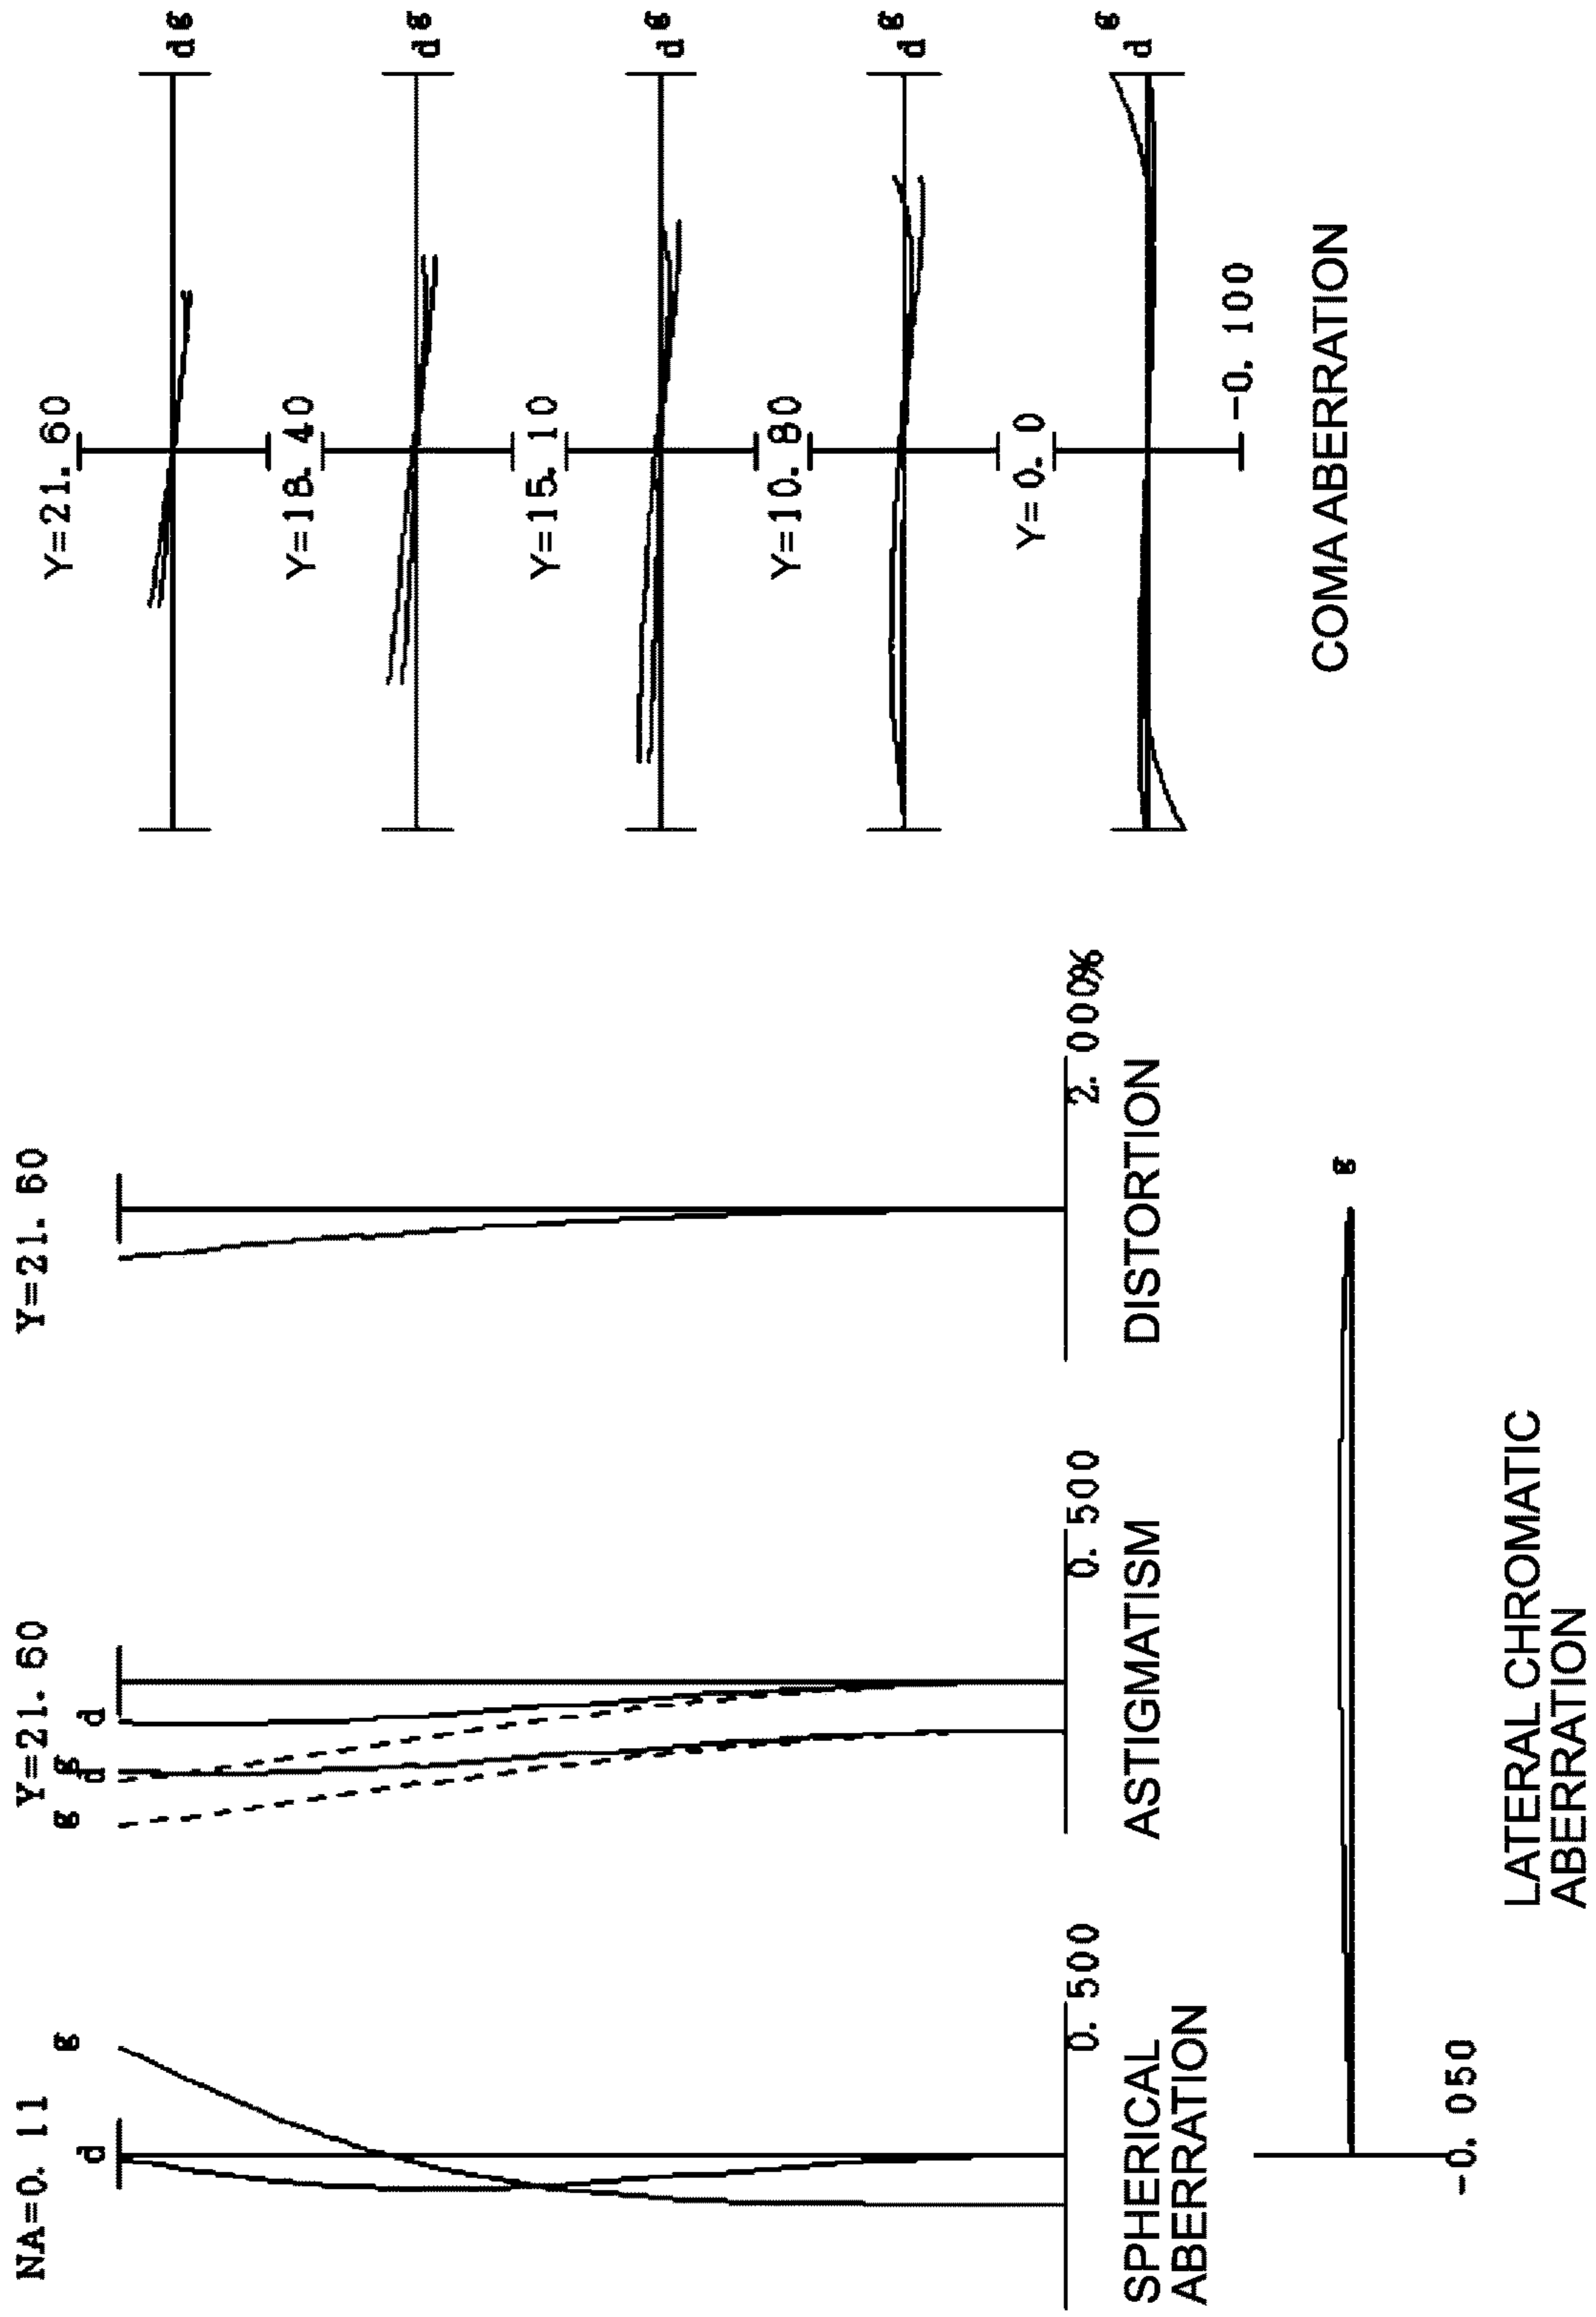 NA=0. 11
d
g
0. 500
SPHERICAL
ABERRATION
Y=21. 60
g
d
g
d
0. 500
ASTIGMATISM
Y=21. 60
2. 000%
DISTORTION
g
-0. 050
LATERAL CHROMATIC
ABERRATION
Y=21. 60
d g
Y=18. 40
d g
Y=15. 10
d g
Y=10. 80
d g
Y=0. 0
d g
-0. 100
COMA ABERRATION